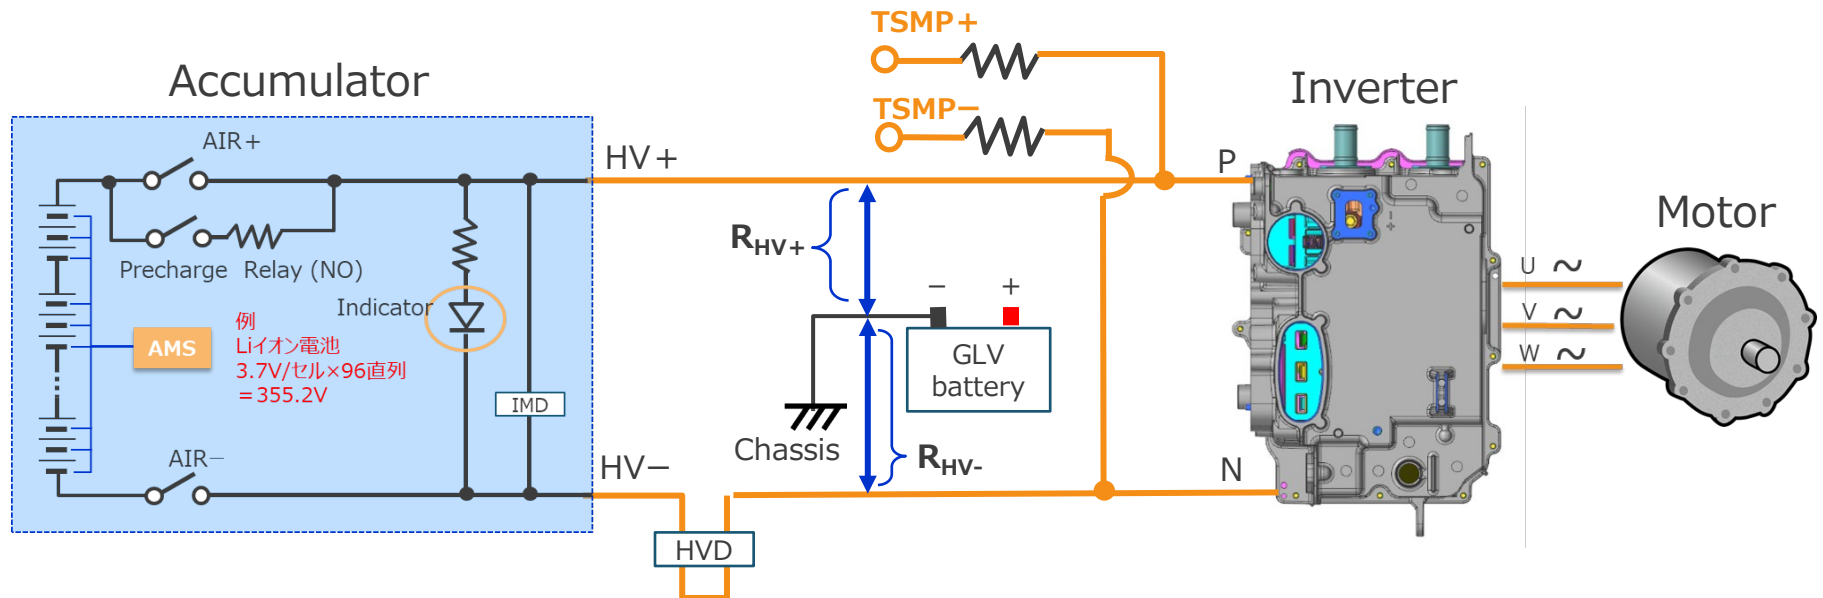 TSMP+
TSMP−
Accumulator
Inverter
Motor
AIR+
HV+
P
Precharge Relay (NO)
Indicator
例
Liイオン電池
3.7V/セル×96直列
＝355.2V
AMS
IMD
AIR−
HV−
HVD
RHV+
− +
GLV
battery
Chassis
RHV-
N
U ~
V ~
W ~